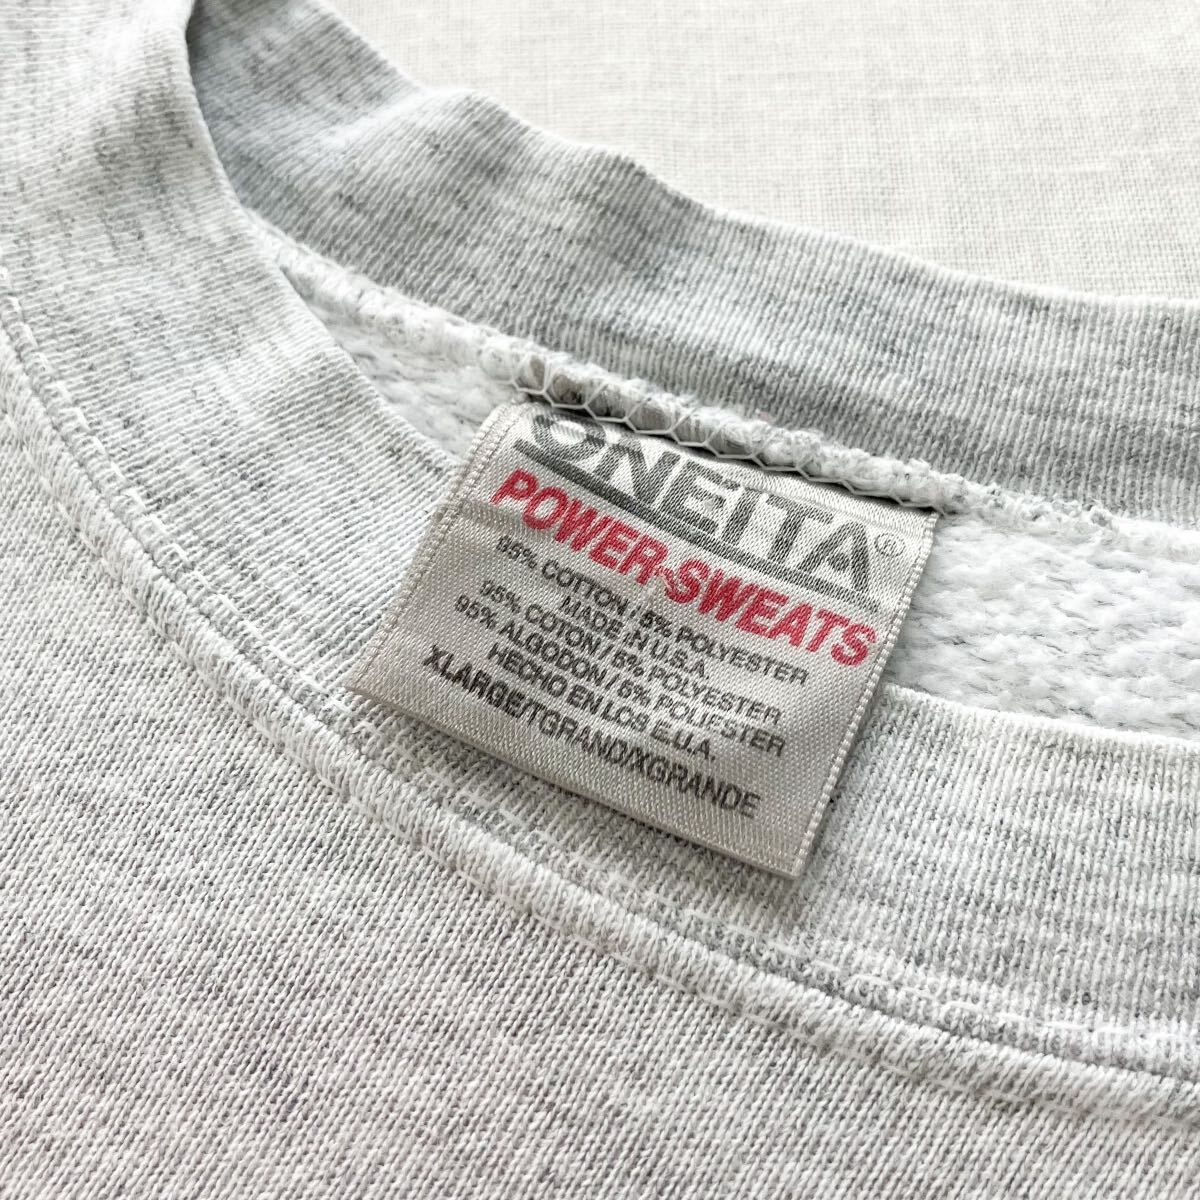 ONEITA®
POWER-SWEATS
95% COTTON/5% POLYESTER
MADE IN U.S.A.
95% COTON/5% POLYESTER
95% ALGODON/5% POLIESTER
HECHO EN LOS E.U.A.
XLARGE/TGRAND/XGRANDE